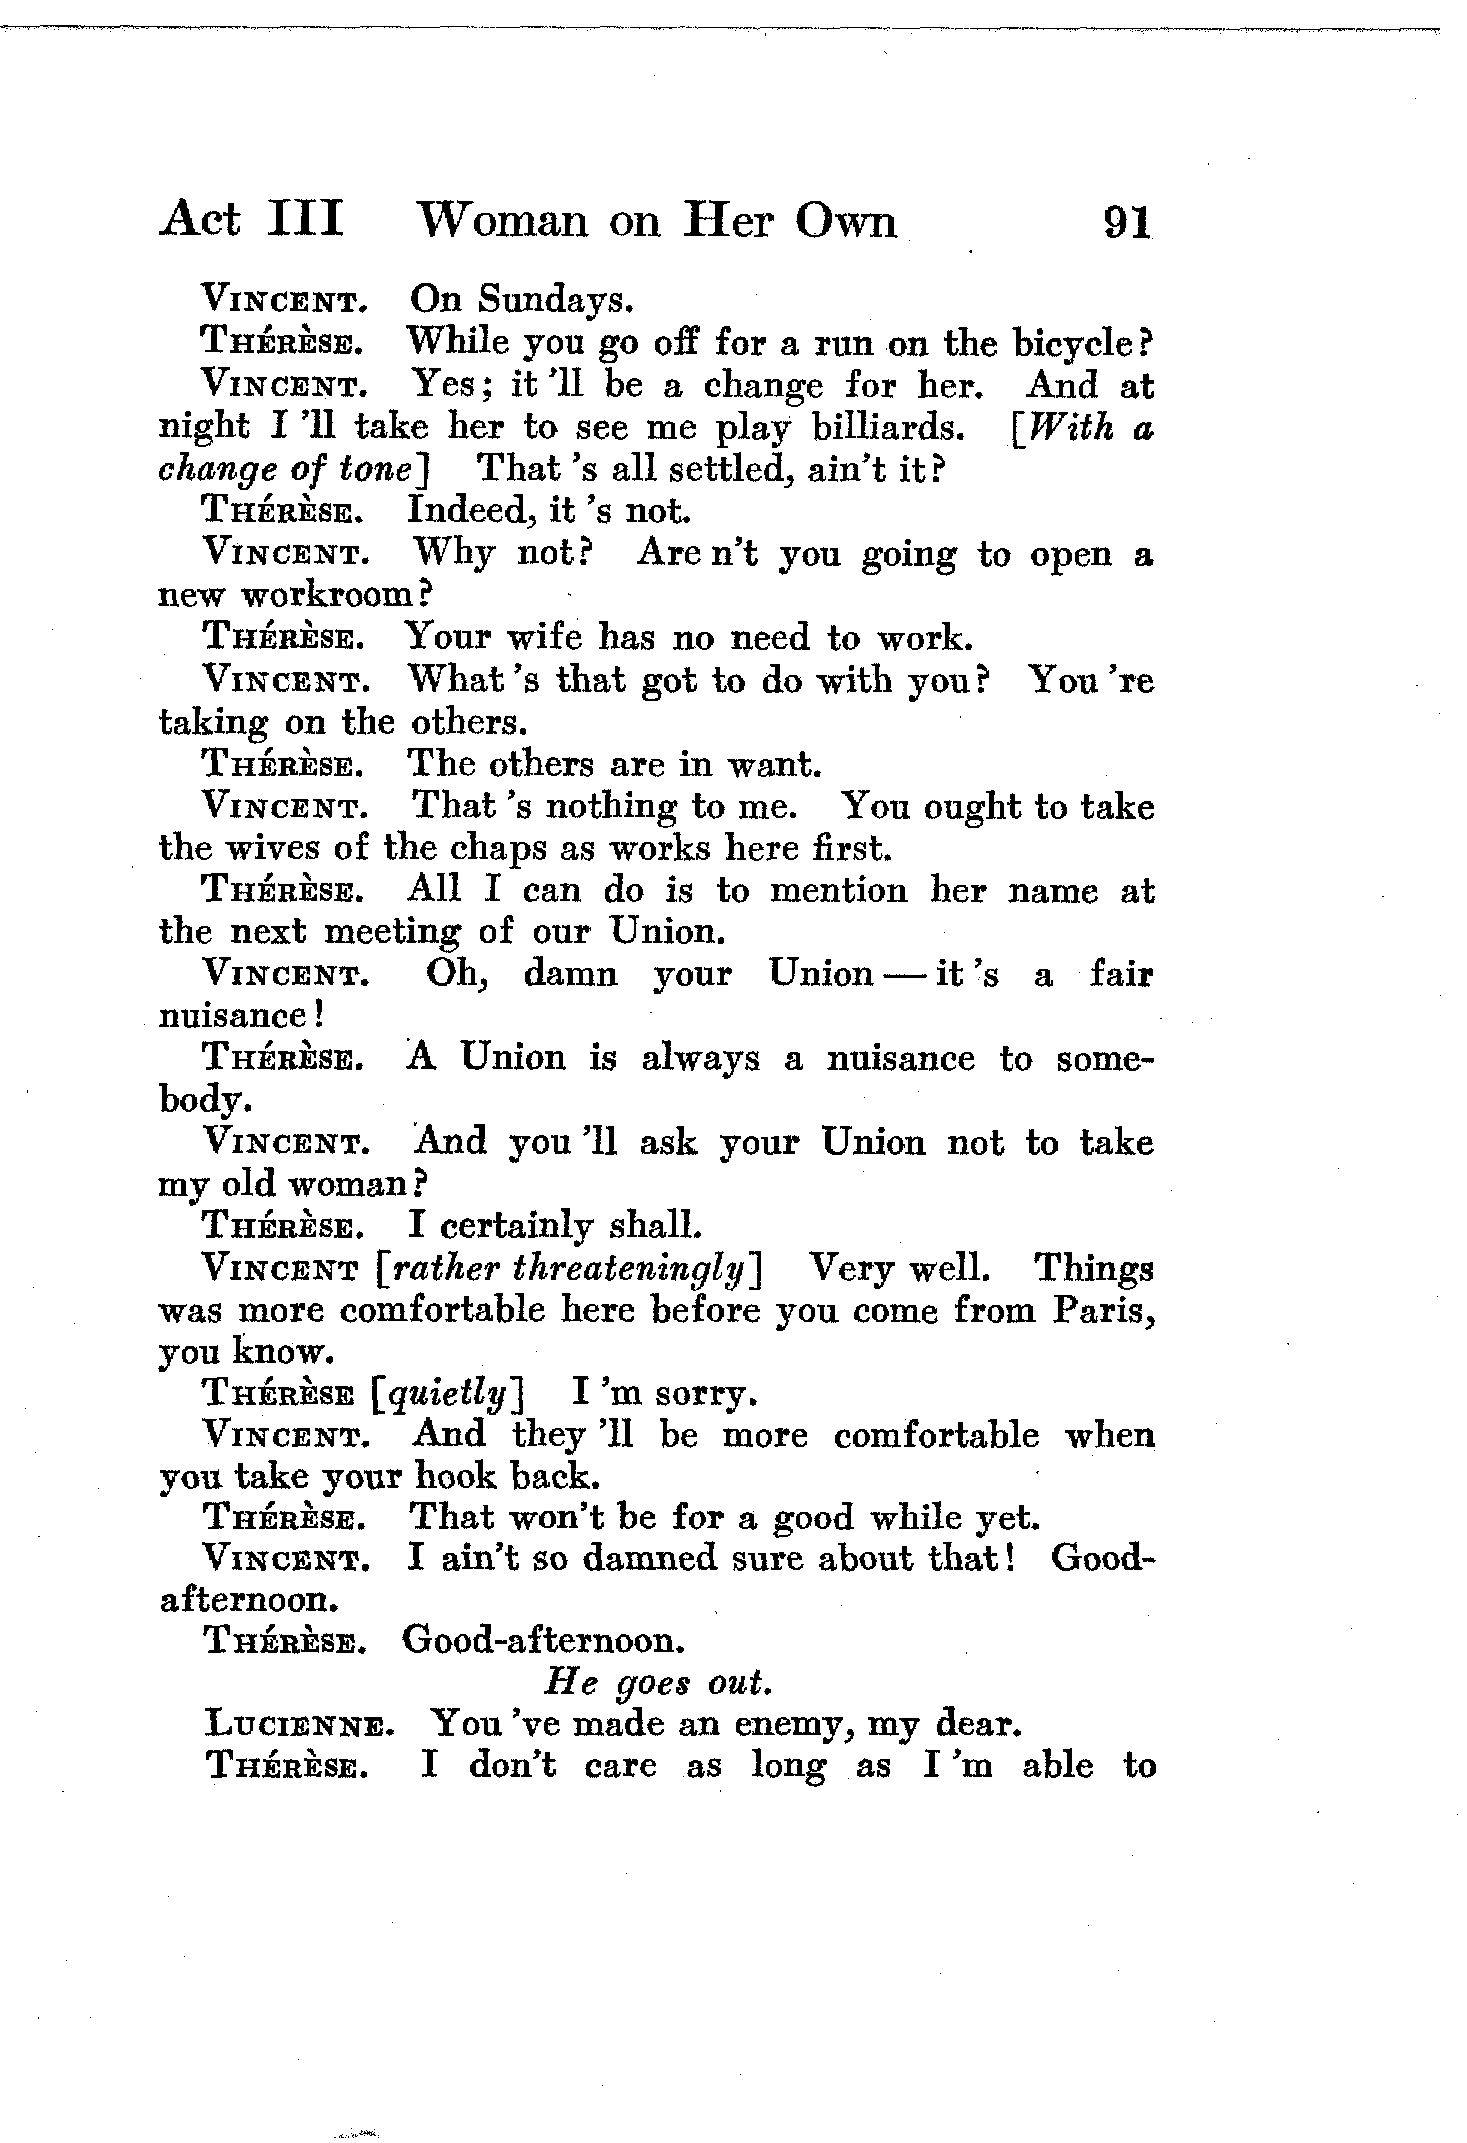 Act III Woman on Her Own 91
VINCENT. On Sundays.
THÉRÈSE. While you go off for a run on the bicycle?
VINCENT. Yes; it 'll be a change for her. And at
night I 'll take her to see me play billiards. [With a
change of tone] That 's all settled, ain't it?
THÉRÈSE. Indeed, it 's not.
VINCENT. Why not? Are n't you going to open a
new workroom?
THÉRÈSE. Your wife has no need to work.
VINCENT. What 's that got to do with you? You 're
taking on the others.
THÉRÈSE. The others are in want.
VINCENT. That 's nothing to me. You ought to take
the wives of the chaps as works here first.
THÉRÈSE. All I can do is to mention her name at
the next meeting of our Union.
VINCENT. Oh, damn your Union — it 's a fair
nuisance!
THÉRÈSE. A Union is always a nuisance to some-
body.
VINCENT. And you 'll ask your Union not to take
my old woman?
THÉRÈSE. I certainly shall.
VINCENT [rather threateningly] Very well. Things
was more comfortable here before you come from Paris,
you know.
THÉRÈSE [quietly] I 'm sorry.
VINCENT. And they 'll be more comfortable when
you take your hook back.
THÉRÈSE. That won't be for a good while yet.
VINCENT. I ain't so damned sure about that! Good-
afternoon.
THÉRÈSE. Good-afternoon.
He goes out.
LUCIENNE. You 've made an enemy, my dear.
THÉRÈSE. I don't care as long as I 'm able to